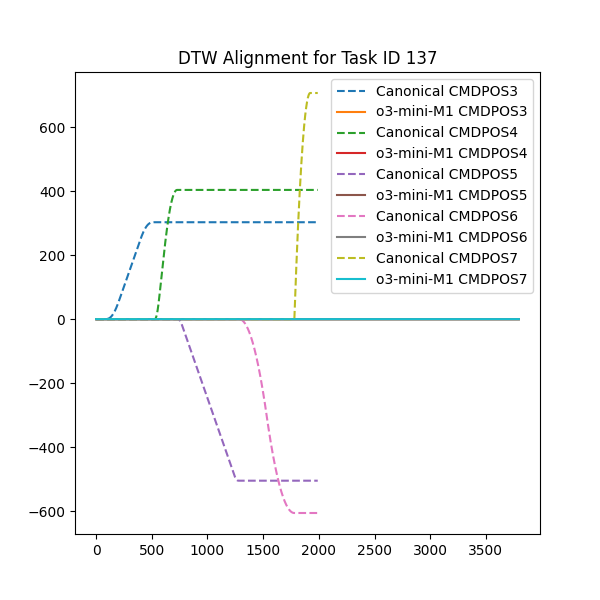 DTW Alignment for Task ID 137
Canonical CMDPOS3
o3-mini-M1 CMDPOS3
Canonical CMDPOS4
o3-mini-M1 CMDPOS4
Canonical CMDPOS5
o3-mini-M1 CMDPOS5
Canonical CMDPOS6
o3-mini-M1 CMDPOS6
Canonical CMDPOS7
o3-mini-M1 CMDPOS7
600
400
200
0
−200
−400
−600
0 500 1000 1500 2000 2500 3000 3500